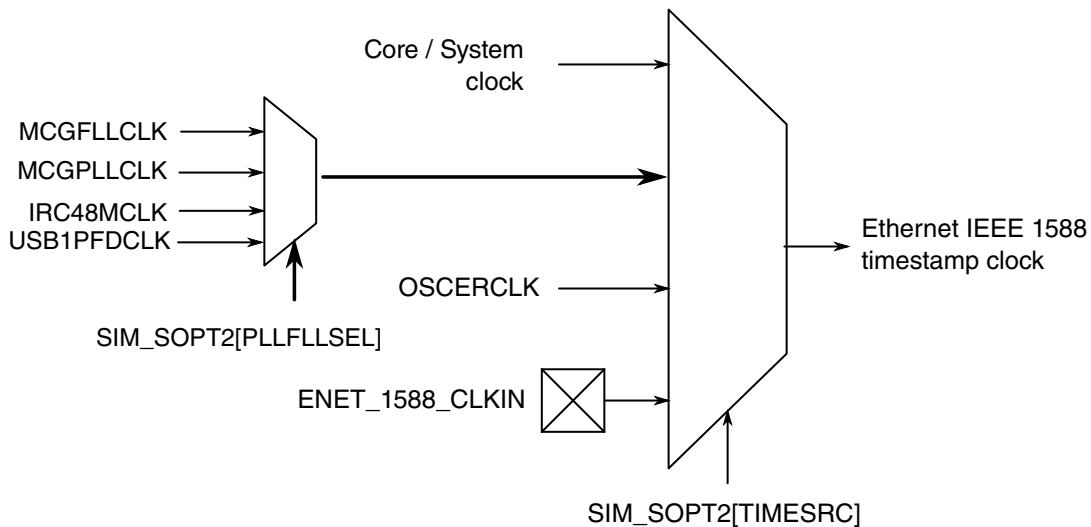 Core / System
clock
MCGFLLCLK
MCGPLLCLK
IRC48MCLK
USB1PFDCLK
Ethernet IEEE 1588
timestamp clock
OSCERCLK
SIM_SOPT2[PLLFLLSEL]
ENET_1588_CLKIN
SIM_SOPT2[TIMESRC]